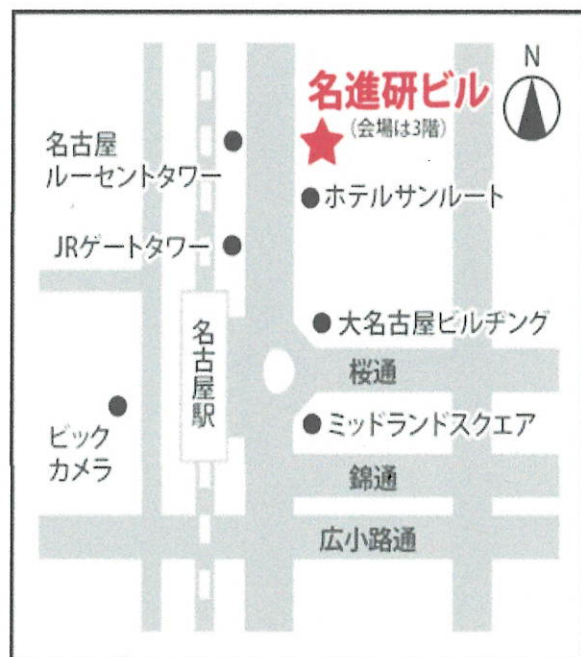 N
名進研ビル
(会場は3階)
名古屋
ルーセントタワー
ホテルサンルート
JRゲートタワー
名古屋駅
大名古屋ビルヂング
桜通
ビック
カメラ
ミッドランドスクエア
錦通
広小路通